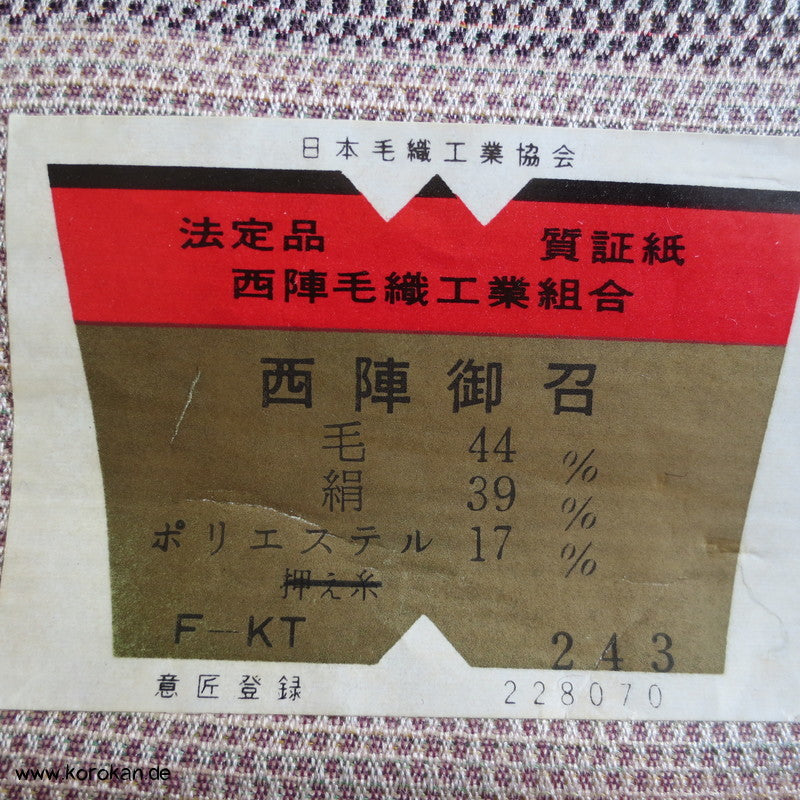 日本毛織工業協会
法定品 質証紙
西陣毛織工業組合
西陣御召
毛 44 %
絹 39 %
ポリエステル 17 %
押え糸
F-KT 243
意匠登録 228070
www.korokan.de